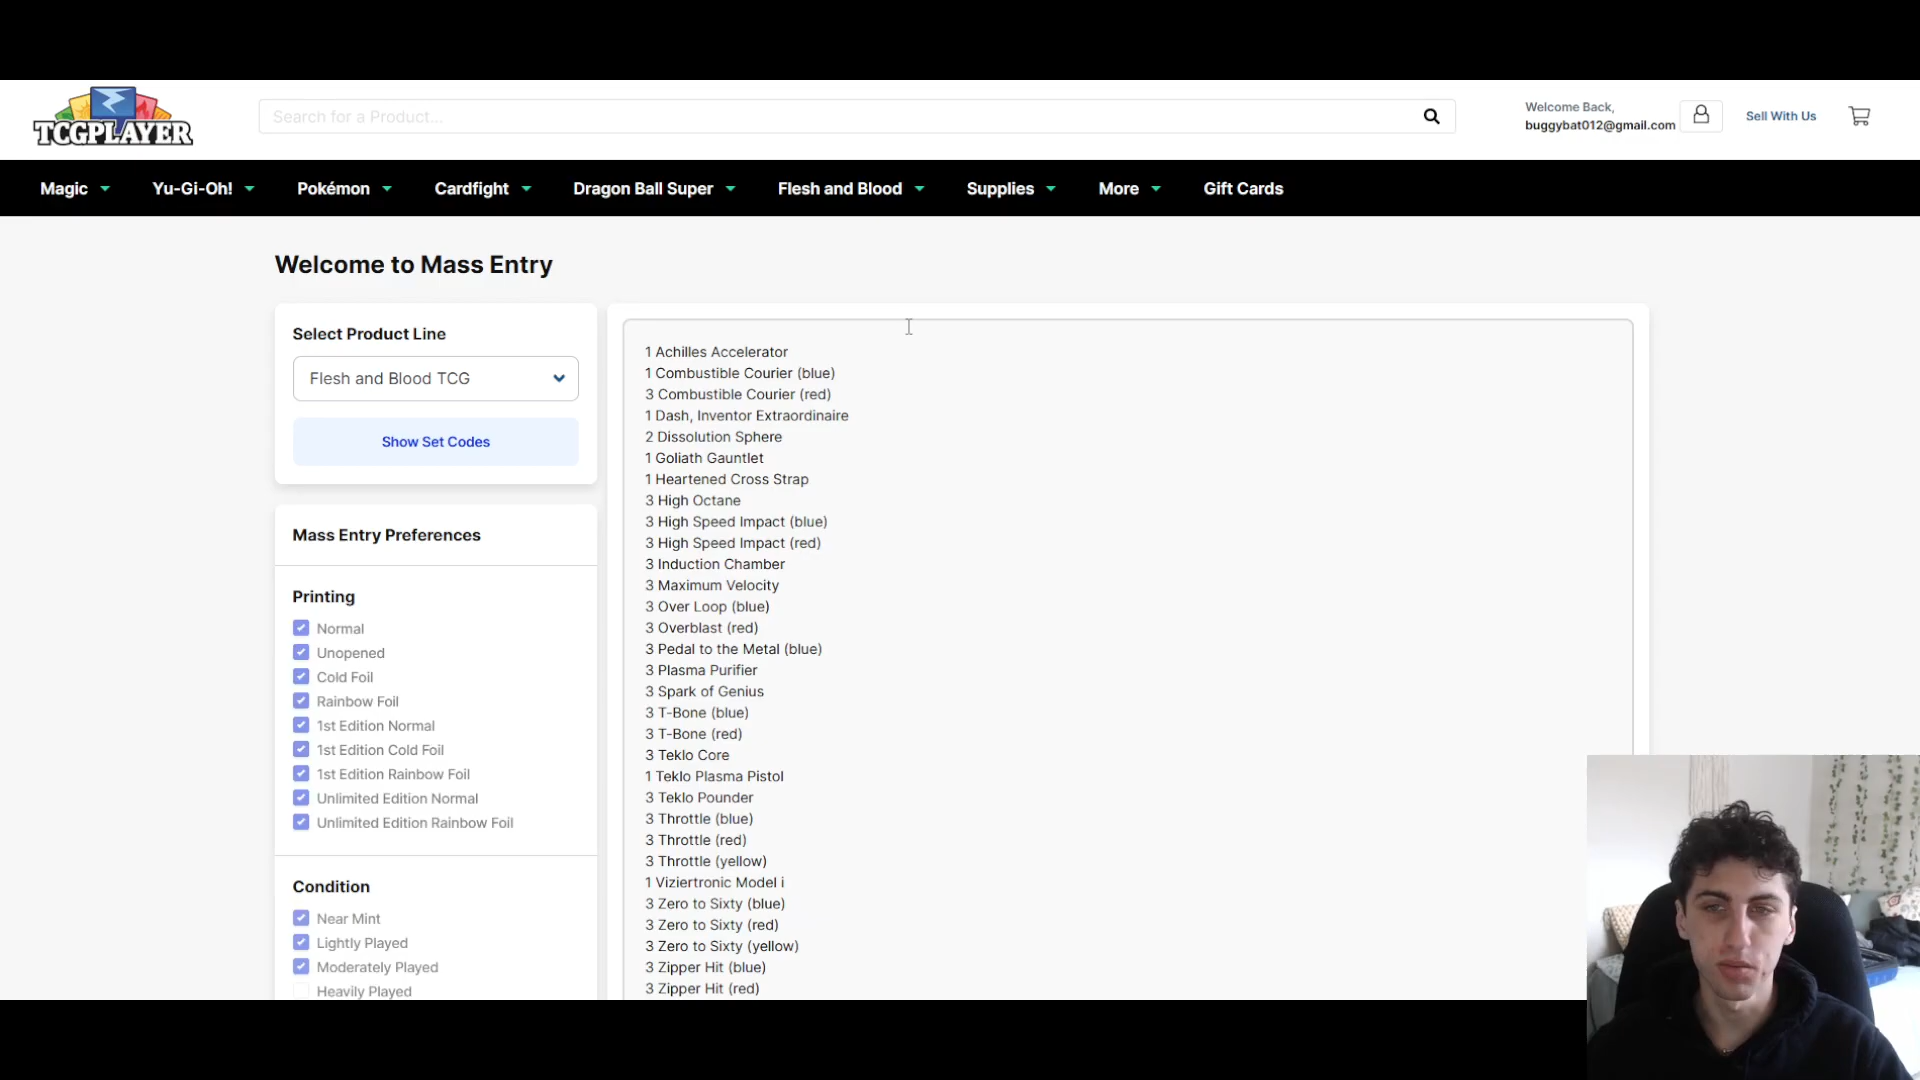 TCGPLAYER
Search for a Product...
Welcome Back,
buggybat012@gmail.com
Sell With Us
Magic
Yu-Gi-Oh!
Pokémon
Cardfight
Dragon Ball Super
Flesh and Blood
Supplies
More
Gift Cards
Welcome to Mass Entry
Select Product Line
Flesh and Blood TCG
Show Set Codes
Mass Entry Preferences
Printing
Normal
Unopened
Cold Foil
Rainbow Foil
1st Edition Normal
1st Edition Cold Foil
1st Edition Rainbow Foil
Unlimited Edition Normal
Unlimited Edition Rainbow Foil
Condition
Near Mint
Lightly Played
Moderately Played
Heavily Played
1 Achilles Accelerator
1 Combustible Courier (blue)
3 Combustible Courier (red)
1 Dash, Inventor Extraordinaire
2 Dissolution Sphere
1 Goliath Gauntlet
1 Heartened Cross Strap
3 High Octane
3 High Speed Impact (blue)
3 High Speed Impact (red)
3 Induction Chamber
3 Maximum Velocity
3 Over Loop (blue)
3 Overblast (red)
3 Pedal to the Metal (blue)
3 Plasma Purifier
3 Spark of Genius
3 T-Bone (blue)
3 T-Bone (red)
3 Teklo Core
1 Teklo Plasma Pistol
3 Teklo Pounder
3 Throttle (blue)
3 Throttle (red)
3 Throttle (yellow)
1 Viziertronic Model i
3 Zero to Sixty (blue)
3 Zero to Sixty (red)
3 Zero to Sixty (yellow)
3 Zipper Hit (blue)
3 Zipper Hit (red)